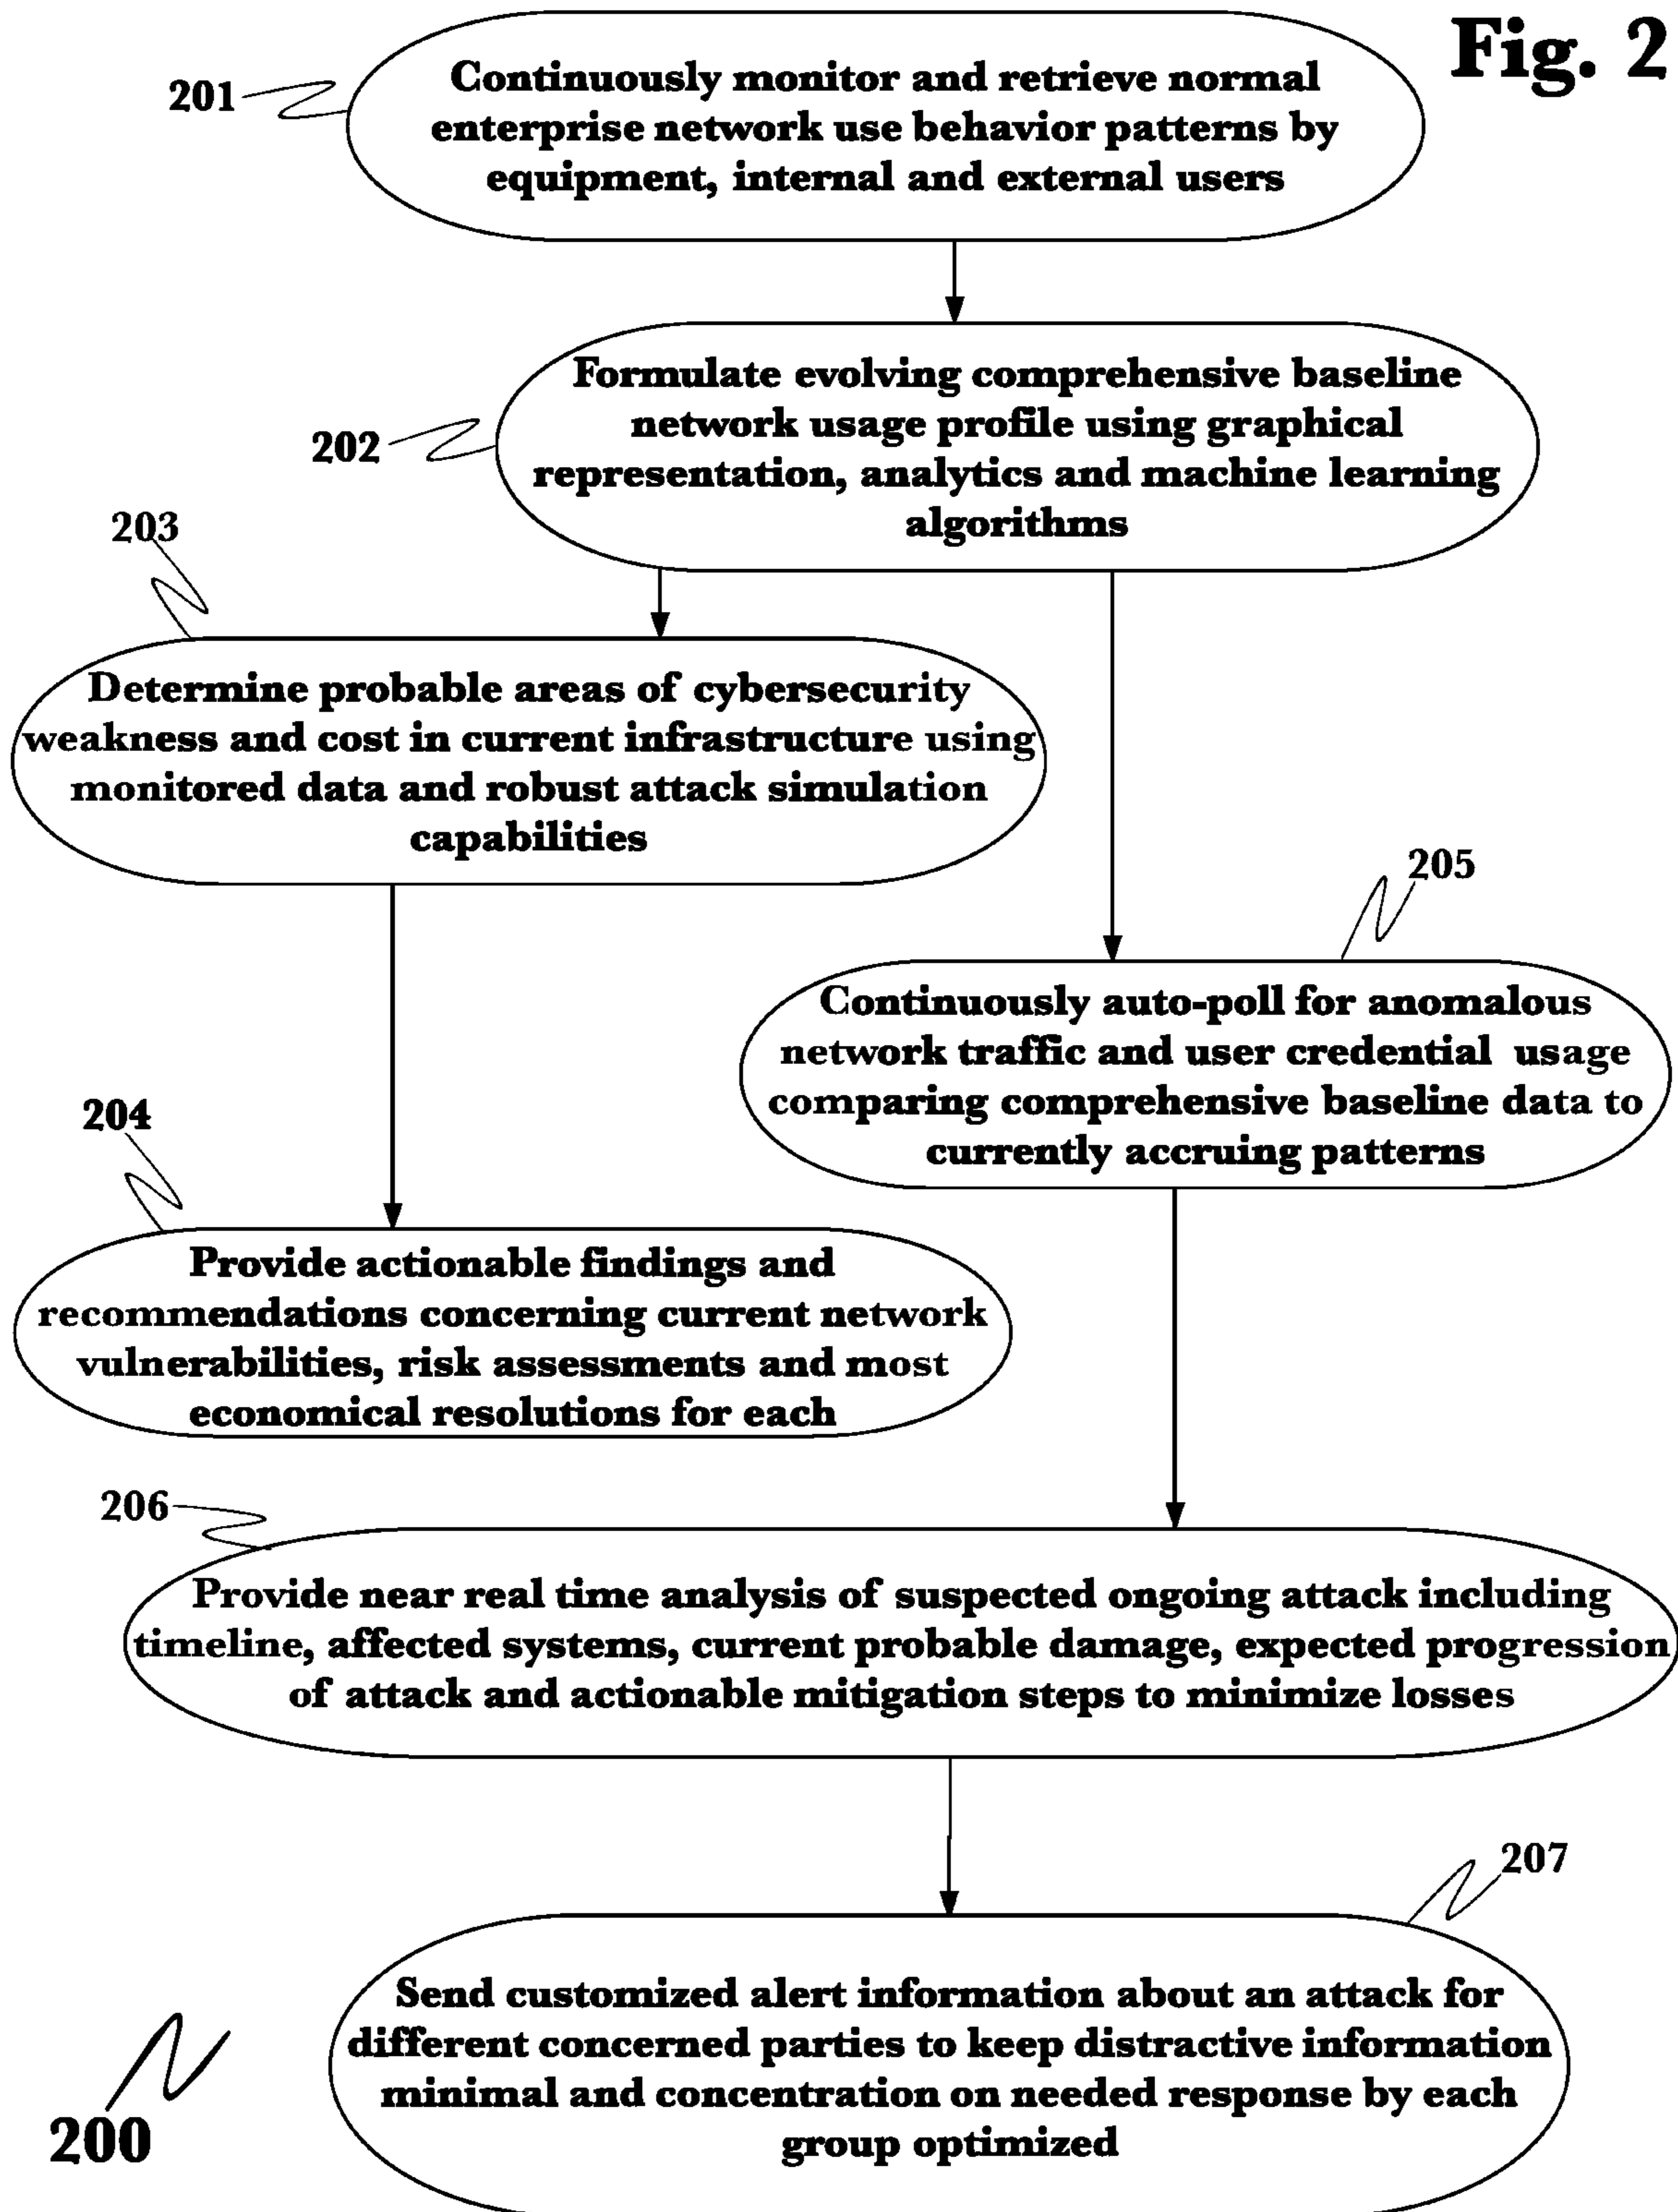 Fig. 2
201
Continuously monitor and retrieve normal
enterprise network use behavior patterns by
equipment, internal and external users
202
Formulate evolving comprehensive baseline
network usage profile using graphical
representation, analytics and machine learning
algorithms
203
Determine probable areas of cybersecurity
weakness and cost in current infrastructure using
monitored data and robust attack simulation
capabilities
204
Provide actionable findings and
recommendations concerning current network
vulnerabilities, risk assessments and most
economical resolutions for each
205
Continuously auto-poll for anomalous
network traffic and user credential usage
comparing comprehensive baseline data to
currently accruing patterns
206
Provide near real time analysis of suspected ongoing attack including
timeline, affected systems, current probable damage, expected progression
of attack and actionable mitigation steps to minimize losses
207
Send customized alert information about an attack for
different concerned parties to keep distractive information
minimal and concentration on needed response by each
group optimized
200